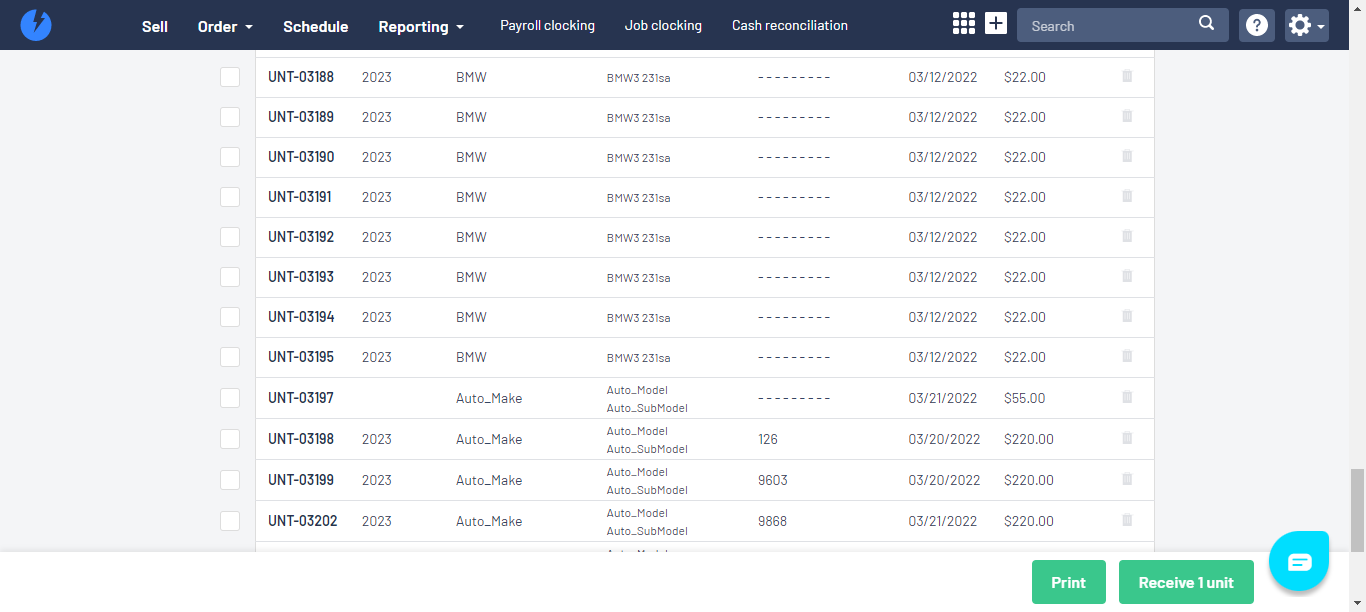 Sell Order Schedule Reporting Payroll clocking Job clocking Cash reconciliation Search
UNT-03188 2023 BMW BMW3 231sa --------- 03/12/2022 $22.00
UNT-03189 2023 BMW BMW3 231sa --------- 03/12/2022 $22.00
UNT-03190 2023 BMW BMW3 231sa --------- 03/12/2022 $22.00
UNT-03191 2023 BMW BMW3 231sa --------- 03/12/2022 $22.00
UNT-03192 2023 BMW BMW3 231sa --------- 03/12/2022 $22.00
UNT-03193 2023 BMW BMW3 231sa --------- 03/12/2022 $22.00
UNT-03194 2023 BMW BMW3 231sa --------- 03/12/2022 $22.00
UNT-03195 2023 BMW BMW3 231sa --------- 03/12/2022 $22.00
UNT-03197 Auto_Make Auto_Model --------- 03/21/2022 $55.00
Auto_SubModel
UNT-03198 2023 Auto_Make Auto_Model 126 03/20/2022 $220.00
Auto_SubModel
UNT-03199 2023 Auto_Make Auto_Model 9603 03/20/2022 $220.00
Auto_SubModel
UNT-03202 2023 Auto_Make Auto_Model 9868 03/21/2022 $220.00
Auto_SubModel
Print Receive 1 unit